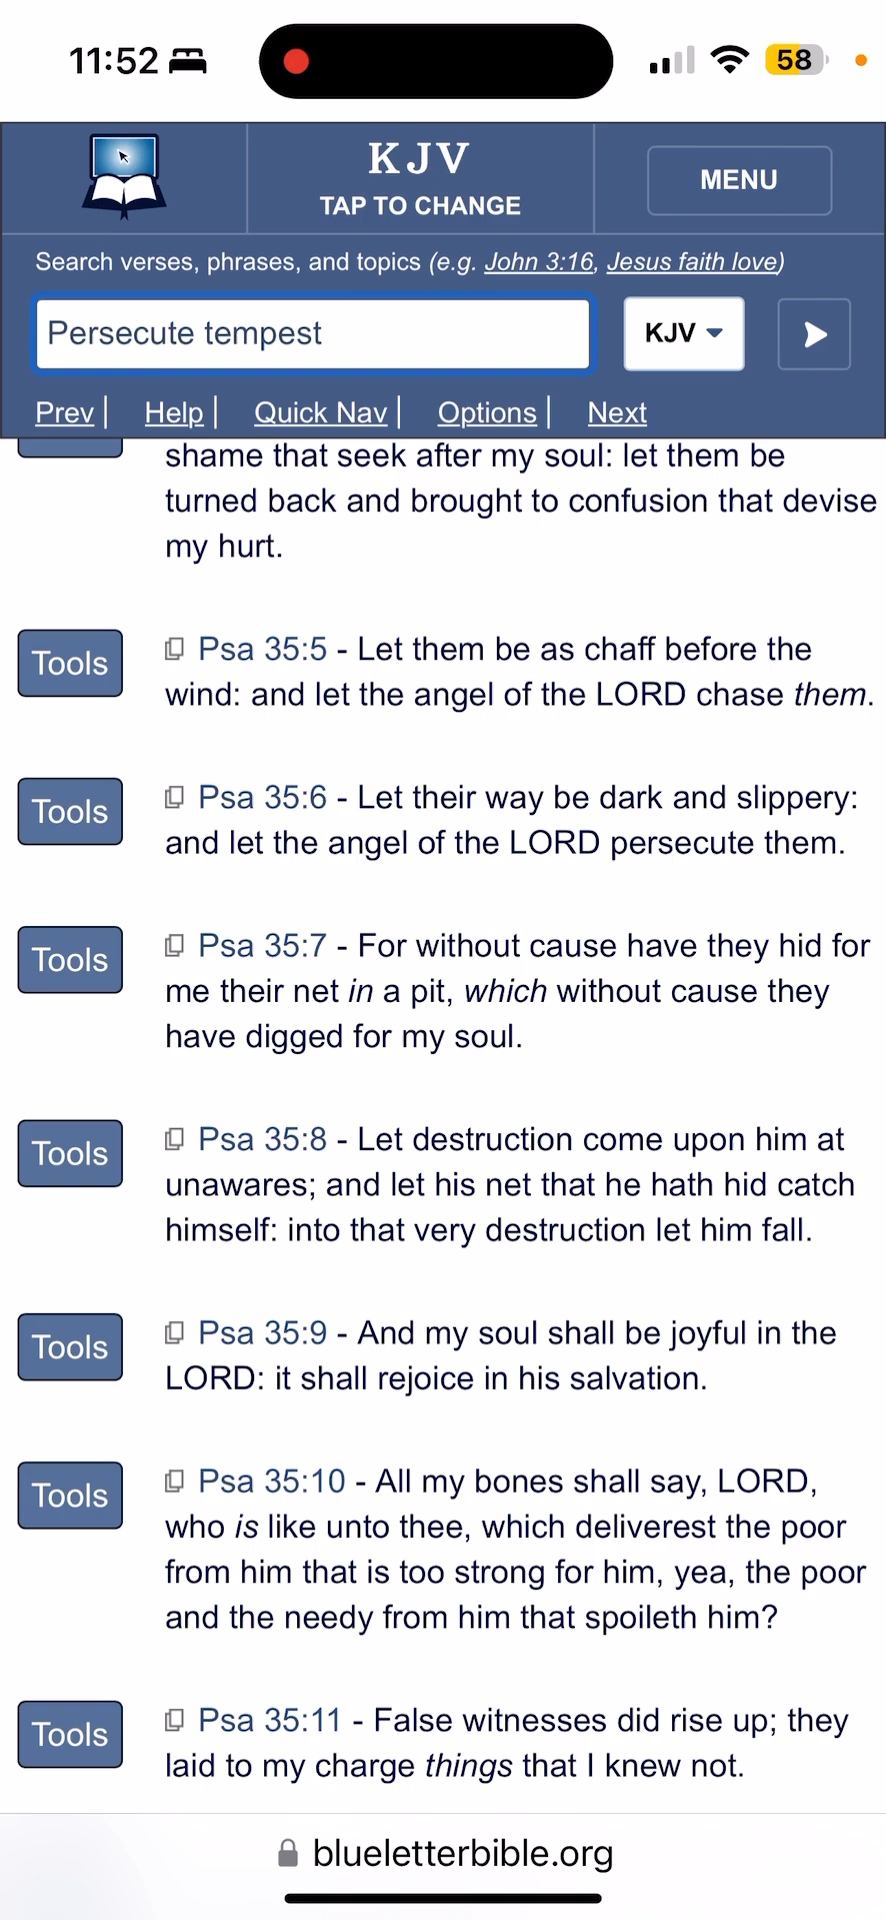 11:52
58
KJV
TAP TO CHANGE
MENU
Search verses, phrases, and topics (e.g. John 3:16, Jesus faith love)
Persecute tempest
KJV
Prev | Help | Quick Nav | Options | Next
shame that seek after my soul: let them be
turned back and brought to confusion that devise
my hurt.
Tools
Psa 35:5 - Let them be as chaff before the
wind: and let the angel of the LORD chase them.
Tools
Psa 35:6 - Let their way be dark and slippery:
and let the angel of the LORD persecute them.
Tools
Psa 35:7 - For without cause have they hid for
me their net in a pit, which without cause they
have digged for my soul.
Tools
Psa 35:8 - Let destruction come upon him at
unawares; and let his net that he hath hid catch
himself: into that very destruction let him fall.
Tools
Psa 35:9 - And my soul shall be joyful in the
LORD: it shall rejoice in his salvation.
Tools
Psa 35:10 - All my bones shall say, LORD,
who is like unto thee, which deliverest the poor
from him that is too strong for him, yea, the poor
and the needy from him that spoileth him?
Tools
Psa 35:11 - False witnesses did rise up; they
laid to my charge things that I knew not.
blueletterbible.org